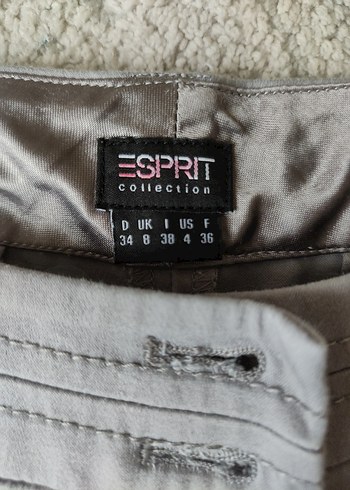 ESPRIT
collection
D UK I US F
34 8 38 4 36